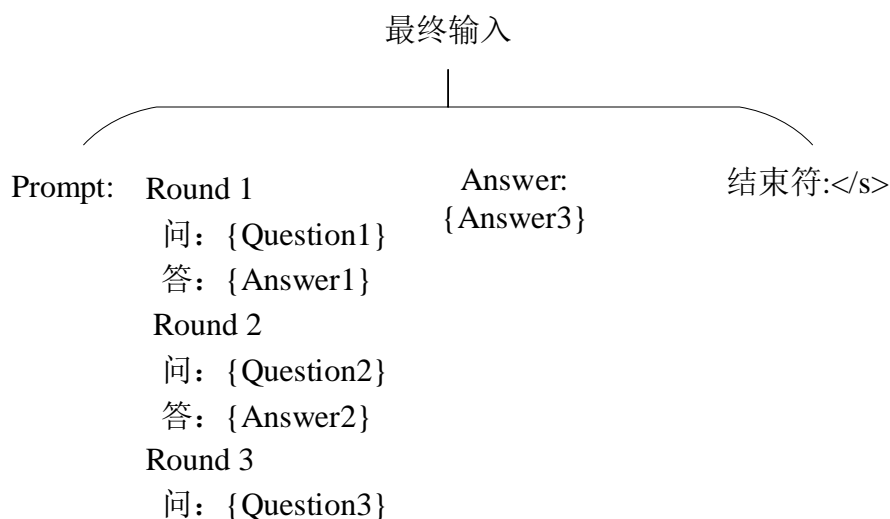 最终输入
Prompt:
Round 1
问：{Question1}
答：{Answer1}
Round 2
问：{Question2}
答：{Answer2}
Round 3
问：{Question3}
Answer:
{Answer3}
结束符:</s>